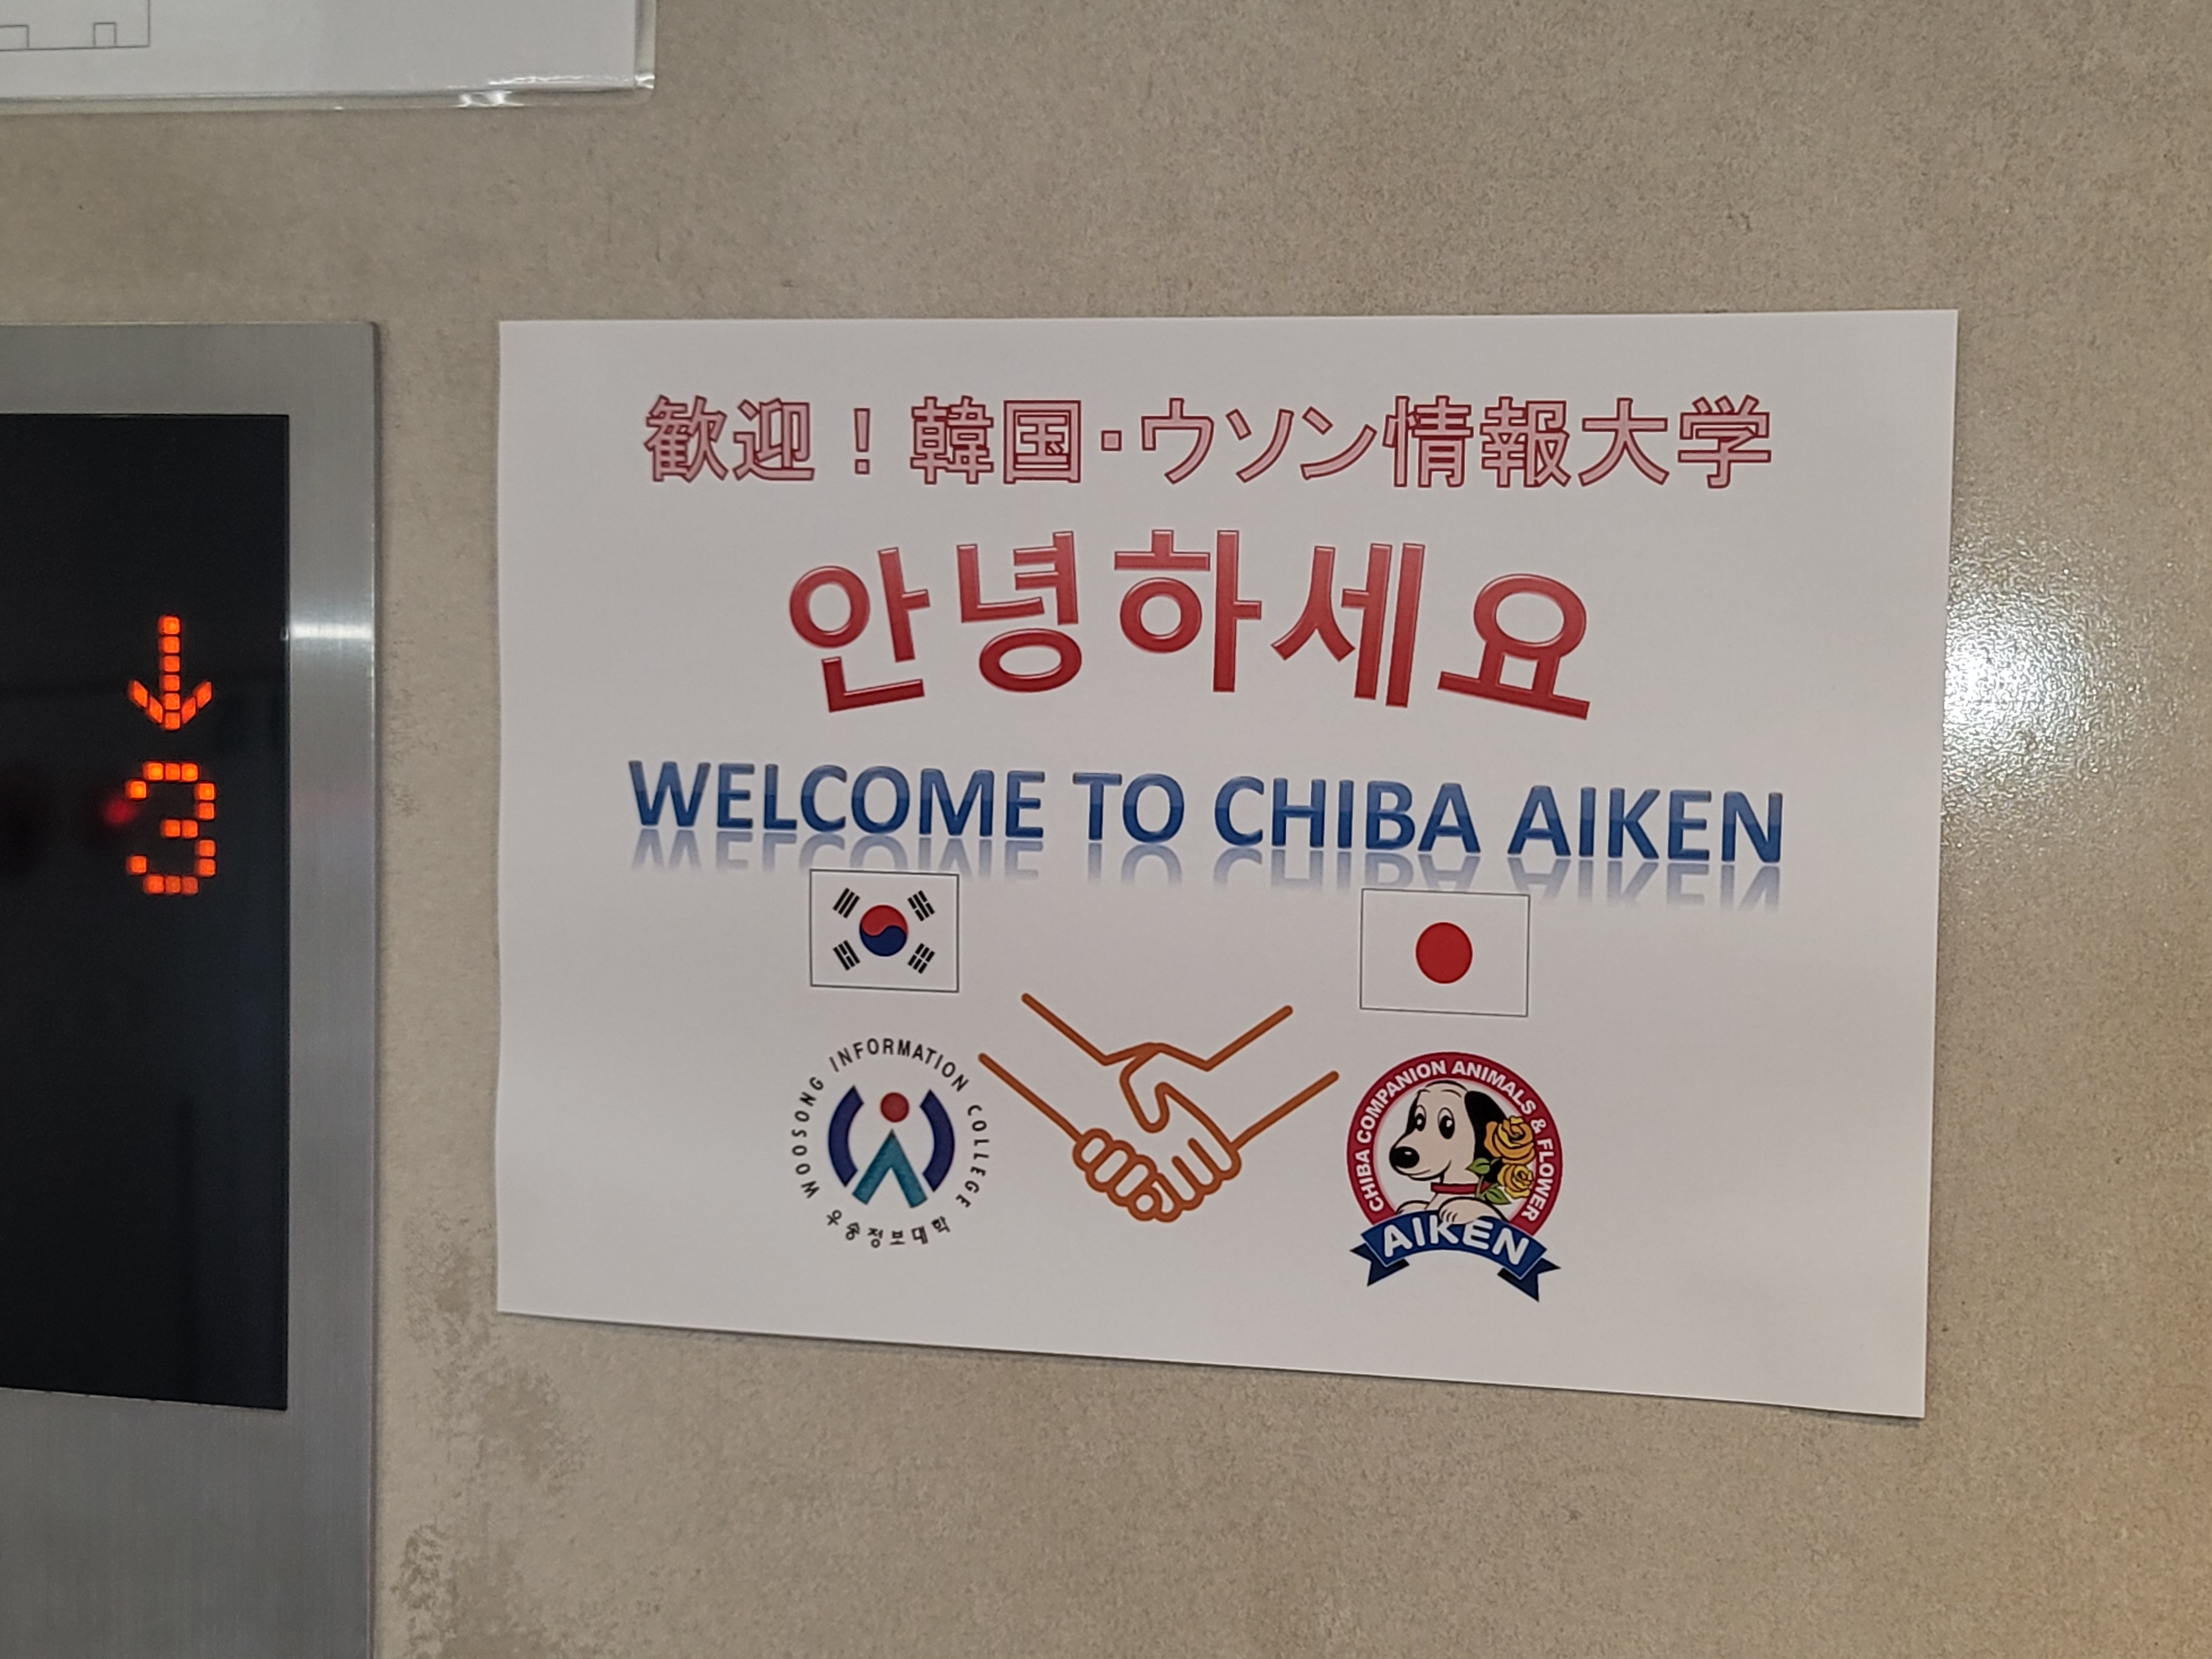 歓迎！韓国・ウソン情報大学
안녕하세요
WELCOME TO CHIBA AIKEN
↓
3
WOOSONG INFORMATION COLLEGE
우송정보대학
CHIBA COMPANION ANIMALS & FLOWER
AIKEN